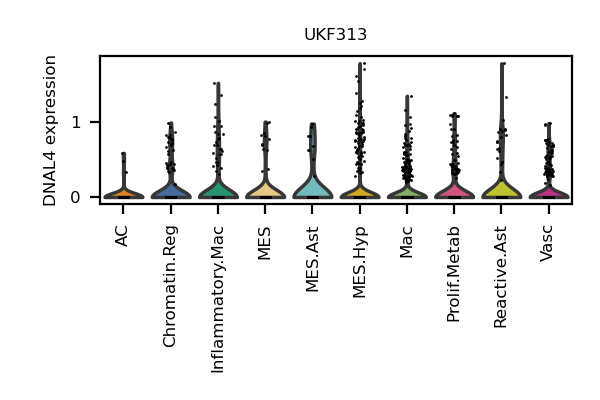 UKF313
DNAL4 expression
1
0
AC
Chromatin.Reg
Inflammatory.Mac
MES
MES.Ast
MES.Hyp
Mac
Prolif.Metab
Reactive.Ast
Vasc